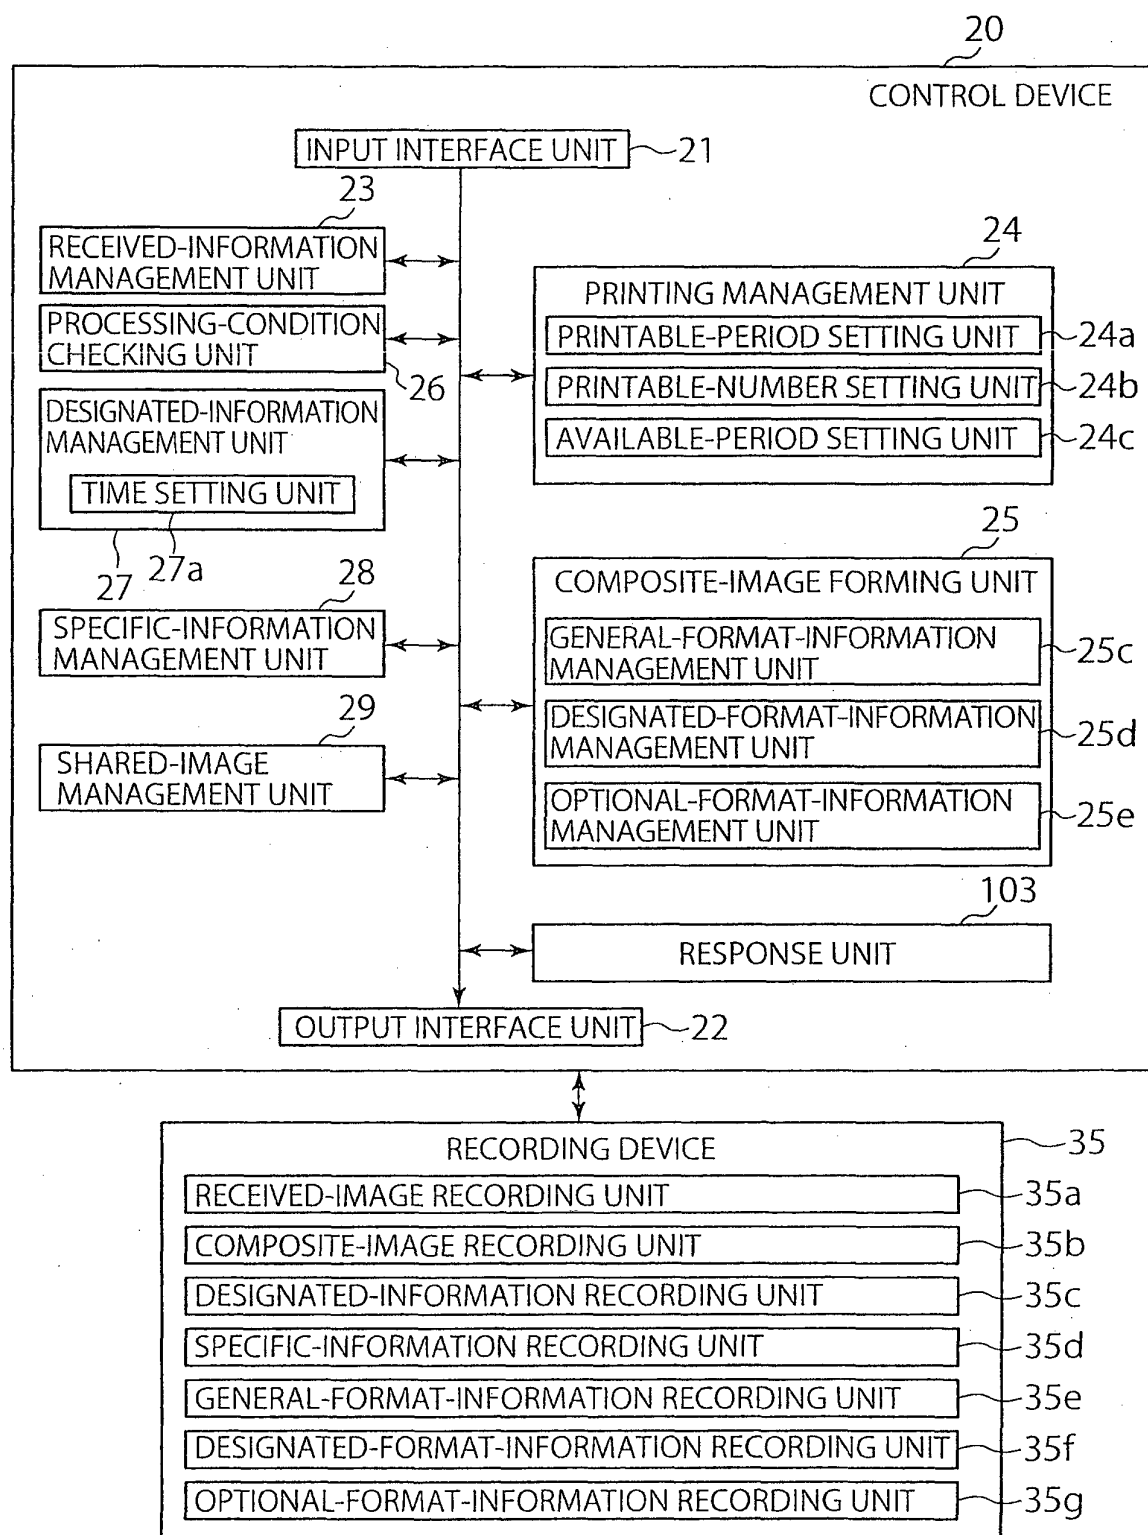 20
CONTROL DEVICE
INPUT INTERFACE UNIT
21
23
RECEIVED-INFORMATION
MANAGEMENT UNIT
PROCESSING-CONDITION
CHECKING UNIT
26
DESIGNATED-INFORMATION
MANAGEMENT UNIT
TIME SETTING UNIT
27
27a
28
SPECIFIC-INFORMATION
MANAGEMENT UNIT
29
SHARED-IMAGE
MANAGEMENT UNIT
24
PRINTING MANAGEMENT UNIT
PRINTABLE-PERIOD SETTING UNIT
24a
PRINTABLE-NUMBER SETTING UNIT
24b
AVAILABLE-PERIOD SETTING UNIT
24c
25
COMPOSITE-IMAGE FORMING UNIT
GENERAL-FORMAT-INFORMATION
MANAGEMENT UNIT
25c
DESIGNATED-FORMAT-INFORMATION
MANAGEMENT UNIT
25d
OPTIONAL-FORMAT-INFORMATION
MANAGEMENT UNIT
25e
103
RESPONSE UNIT
OUTPUT INTERFACE UNIT
22
RECORDING DEVICE
35
RECEIVED-IMAGE RECORDING UNIT
35a
COMPOSITE-IMAGE RECORDING UNIT
35b
DESIGNATED-INFORMATION RECORDING UNIT
35c
SPECIFIC-INFORMATION RECORDING UNIT
35d
GENERAL-FORMAT-INFORMATION RECORDING UNIT
35e
DESIGNATED-FORMAT-INFORMATION RECORDING UNIT
35f
OPTIONAL-FORMAT-INFORMATION RECORDING UNIT
35g